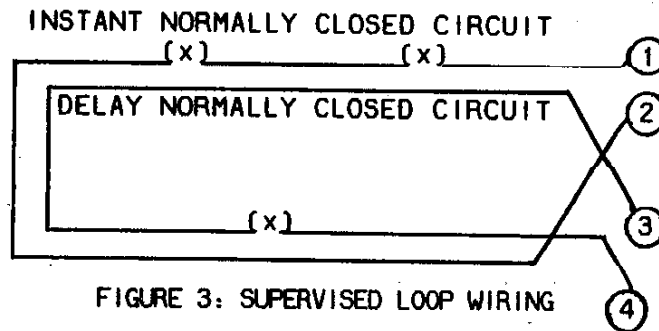 INSTANT NORMALLY CLOSED CIRCUIT
(X) (X) 1
DELAY NORMALLY CLOSED CIRCUIT 2
(X) 3
FIGURE 3: SUPERVISED LOOP WIRING 4